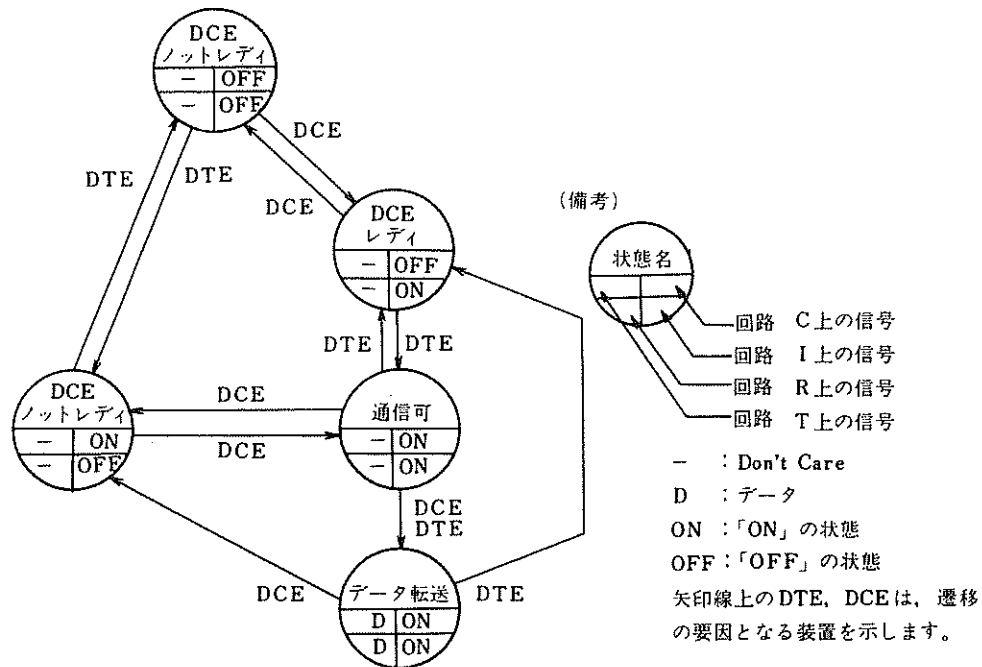 DCE
ノットレディ
－ OFF
－ OFF
DCE
DCE
DTE
DTE
DCE
レディ
－ OFF
－ ON
DTE
DTE
DCE
ノットレディ
－ ON
－ OFF
DCE
DCE
通信可
－ ON
－ ON
DCE
DTE
DCE
DTE
データ転送
D ON
D ON
(備考)
状態名
回路 C上の信号
回路 I上の信号
回路 R上の信号
回路 T上の信号
－ : Don't Care
D : データ
ON :「ON」の状態
OFF :「OFF」の状態
矢印線上のDTE，DCEは，遷移
の要因となる装置を示します。